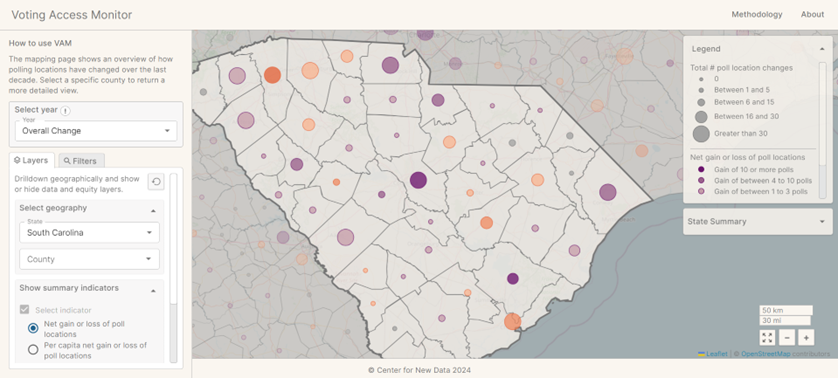 Voting Access Monitor
Methodology
About
How to use VAM
The mapping page shows an overview of how
polling locations have changed over the last
decade. Select a specific county to return a
more detailed view.
Select year
Year
Overall Change
Layers
Filters
Drilldown geographically and show
or hide data and equity layers.
Select geography
State
South Carolina
County
Show summary indicators
Select indicator
Net gain or loss of poll
locations
Per capita net gain or loss of
poll locations
Legend
Total # poll location changes
0
Between 1 and 5
Between 6 and 15
Between 16 and 30
Greater than 30
Net gain or loss of poll locations
Gain of 10 or more polls
Gain of between 4 to 10 polls
Gain of between 1 to 3 polls
State Summary
50 km
30 mi
Leaflet | © OpenStreetMap contributors
© Center for New Data 2024